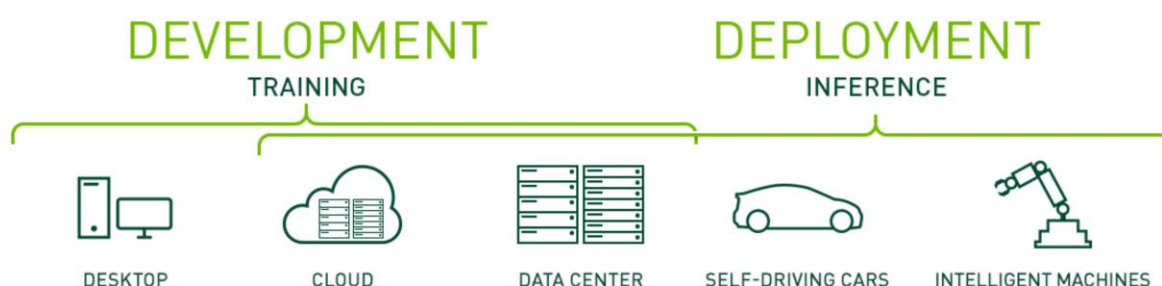 DEVELOPMENT
TRAINING
DEPLOYMENT
INFERENCE
DESKTOP
CLOUD
DATA CENTER
SELF-DRIVING CARS
INTELLIGENT MACHINES